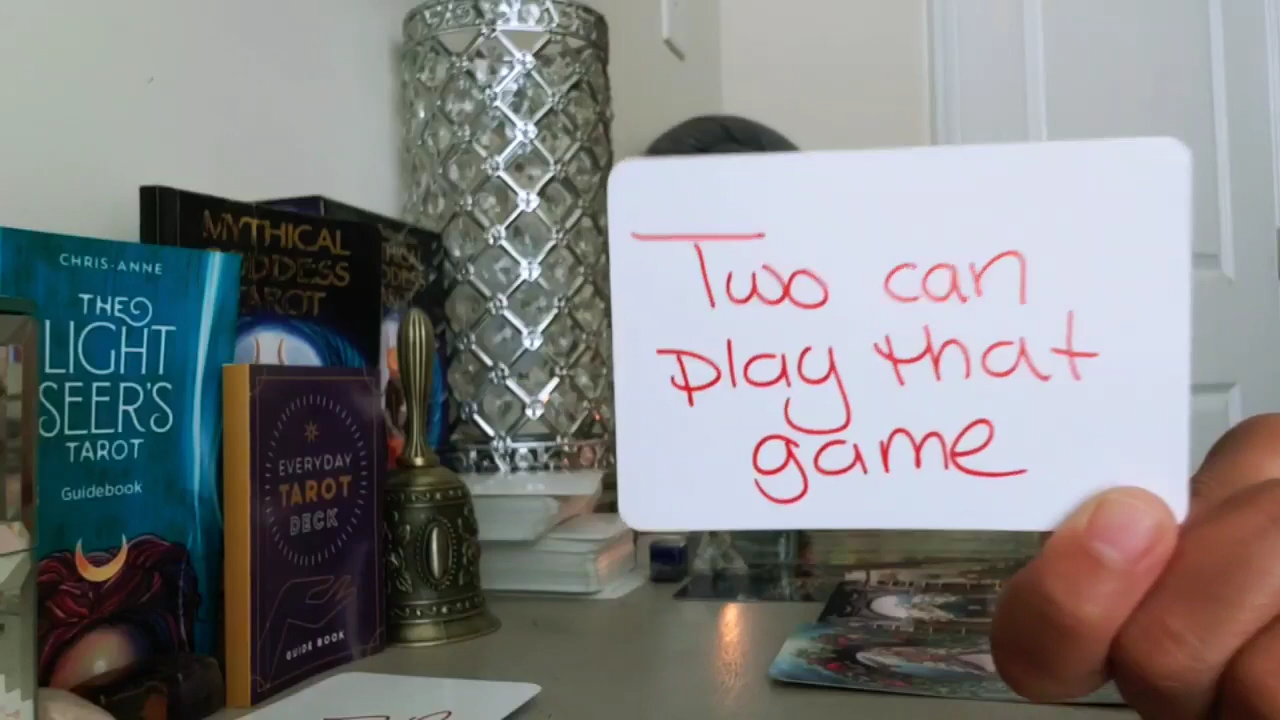 CHRIS-ANNE
THE
LIGHT
SEER'S
TAROT
Guidebook
MYTHICAL
GODDESS
TAROT
EVERYDAY
TAROT
DECK
GUIDE BOOK
Two can
play that
game